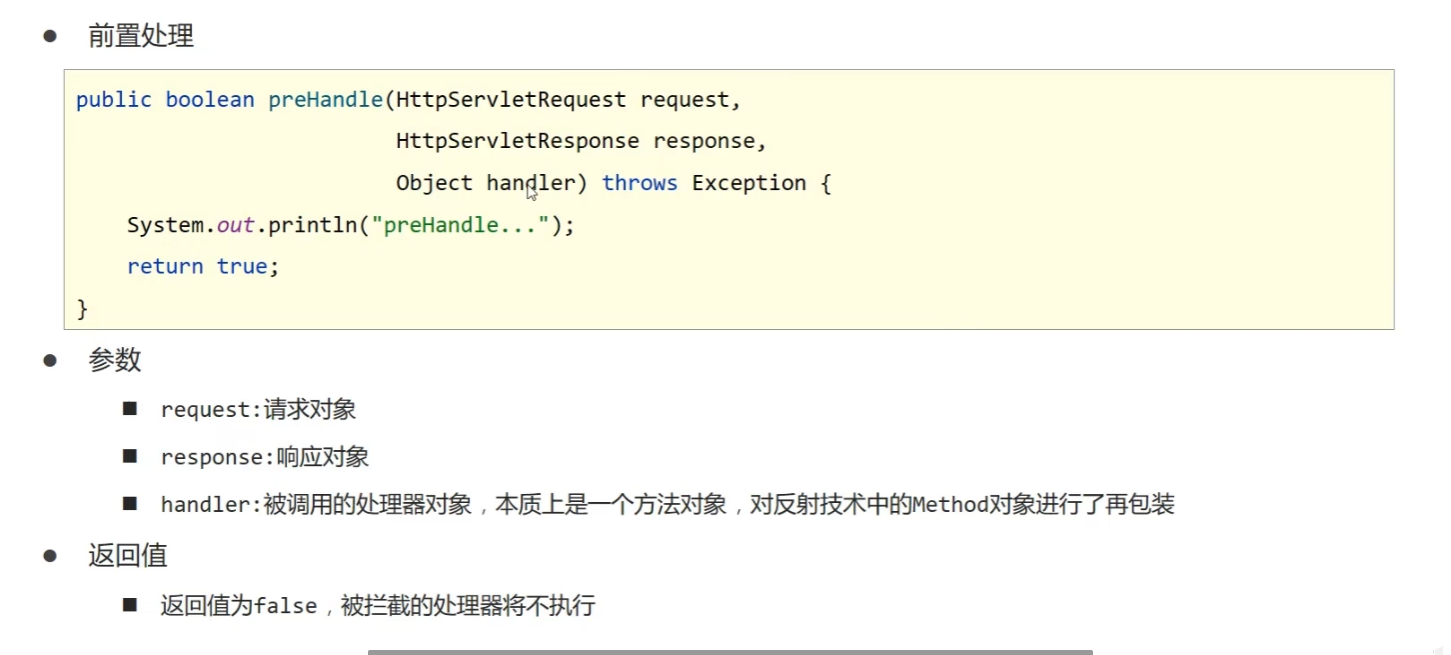 ● 前置处理
public boolean preHandle(HttpServletRequest request,
HttpServletResponse response,
Object handler) throws Exception {
System.out.println("preHandle...");
return true;
}
● 参数
■ request:请求对象
■ response:响应对象
■ handler:被调用的处理器对象，本质上是一个方法对象，对反射技术中的Method对象进行了再包装
● 返回值
■ 返回值为false，被拦截的处理器将不执行